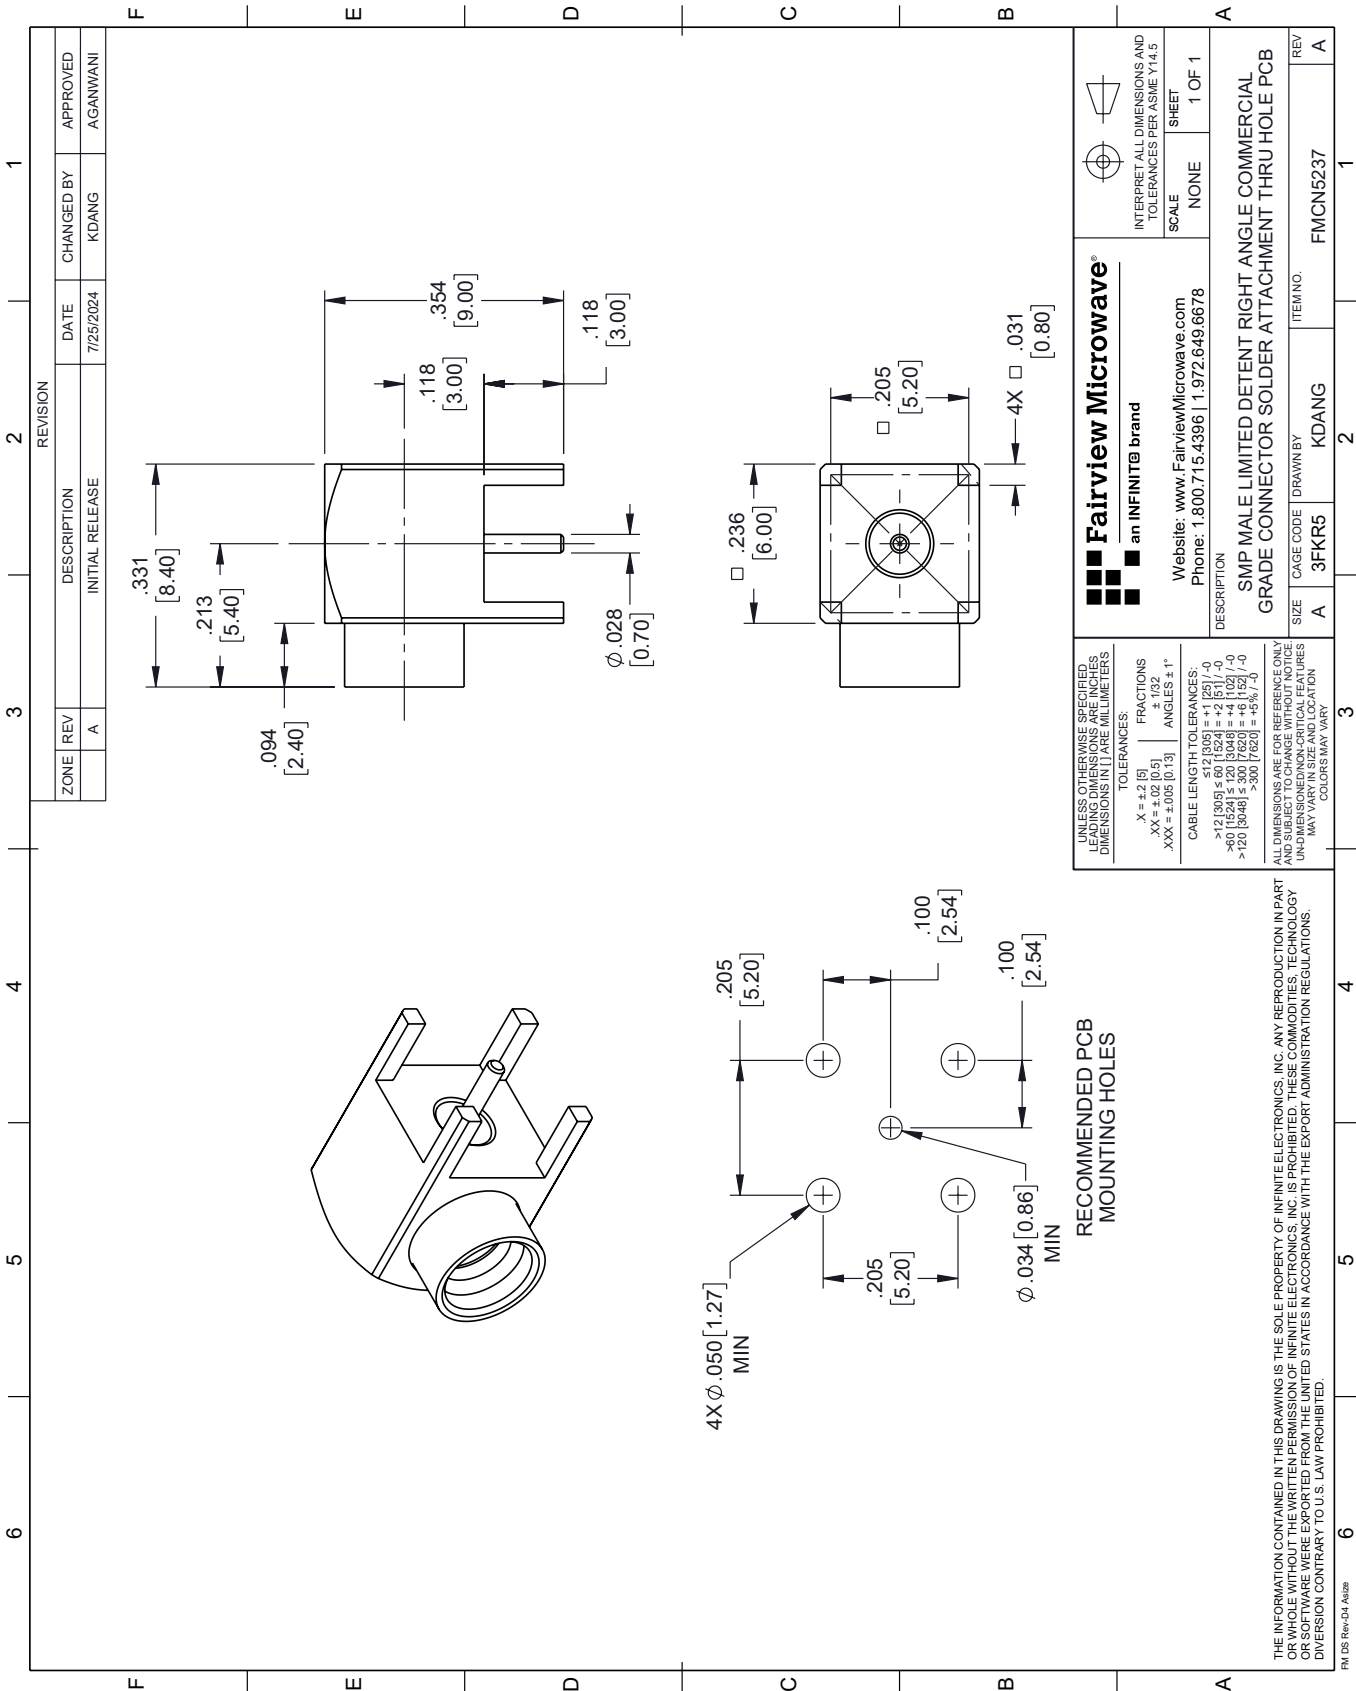 6 5 4 3 2 1
F
E
D
C
B
A
REVISION
ZONE REV DESCRIPTION DATE CHANGED BY APPROVED
A INITIAL RELEASE 7/25/2024 KDANG AGANWANI
.331
[8.40]
.213
[5.40]
.094
[2.40]
.354
[9.00]
.118
[3.00]
.118
[3.00]
Ø.028
[0.70]
□ .236
[6.00]
□ .205
[5.20]
4X □ .031
[0.80]
4X Ø.050 [1.27]
MIN
.205
[5.20]
.100
[2.54]
.205
[5.20]
.100
[2.54]
Ø.034 [0.86]
MIN
RECOMMENDED PCB
MOUNTING HOLES
UNLESS OTHERWISE SPECIFIED
LEADING DIMENSIONS ARE INCHES
DIMENSIONS IN [ ] ARE MILLIMETERS
TOLERANCES:
.X = ±.2 [5]
.XX = ±.02 [0.5]
.XXX = ±.005 [0.13]
FRACTIONS
± 1/32
ANGLES ± 1°
CABLE LENGTH TOLERANCES:
≤12 [305] = +1 [25] / -0
>12 [305] ≤ 60 [1524] = +2 [51] / -0
>60 [1524] ≤ 120 [3048] = +4 [102] / -0
>120 [3048] ≤ 300 [7620] = +6 [152] / -0
>300 [7620] = +5% / -0
ALL DIMENSIONS ARE FOR REFERENCE ONLY
AND SUBJECT TO CHANGE WITHOUT NOTICE.
UN-DIMENSIONED/NON-CRITICAL FEATURES
MAY VARY IN SIZE AND LOCATION
COLORS MAY VARY
Fairview Microwave®
an INFINIT® brand
Website: www.FairviewMicrowave.com
Phone: 1.800.715.4396 | 1.972.649.6678
INTERPRET ALL DIMENSIONS AND
TOLERANCES PER ASME Y14.5
SCALE
NONE
SHEET
1 OF 1
DESCRIPTION
SMP MALE LIMITED DETENT RIGHT ANGLE COMMERCIAL
GRADE CONNECTOR SOLDER ATTACHMENT THRU HOLE PCB
SIZE
A
CAGE CODE
3FKR5
DRAWN BY
KDANG
ITEM NO.
FMCN5237
REV
A
THE INFORMATION CONTAINED IN THIS DRAWING IS THE SOLE PROPERTY OF INFINITE ELECTRONICS, INC. ANY REPRODUCTION IN PART
OR WHOLE WITHOUT THE WRITTEN PERMISSION OF INFINITE ELECTRONICS, INC. IS PROHIBITED. THESE COMMODITIES, TECHNOLOGY
OR SOFTWARE WERE EXPORTED FROM THE UNITED STATES IN ACCORDANCE WITH THE EXPORT ADMINISTRATION REGULATIONS.
DIVERSION CONTRARY TO U.S. LAW PROHIBITED.
F
E
D
C
B
A
6 5 4 3 2 1
FM DS Rev-D4 Asize